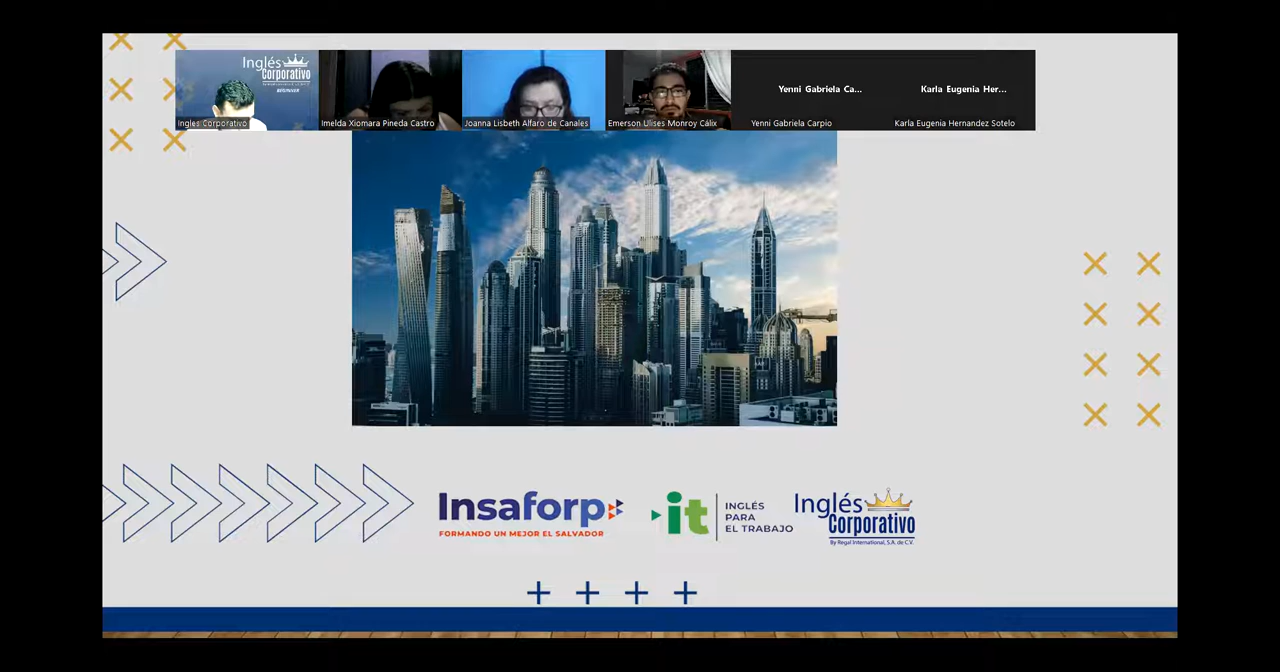 Inglés
Corporativo
Ingles Corporativo
Imelda Xiomara Pineda Castro
Joanna Lisbeth Alfaro de Canales
Emerson Ulises Monroy Cálix
Yenni Gabriela Ca...
Yenni Gabriela Carpio
Karla Eugenia Her...
Karla Eugenia Hernandez Sotelo
Insaforp
FORMANDO UN MEJOR EL SALVADOR
it
INGLÉS
PARA
EL TRABAJO
Inglés
Corporativo
By Regal International, S.A. de C.V.